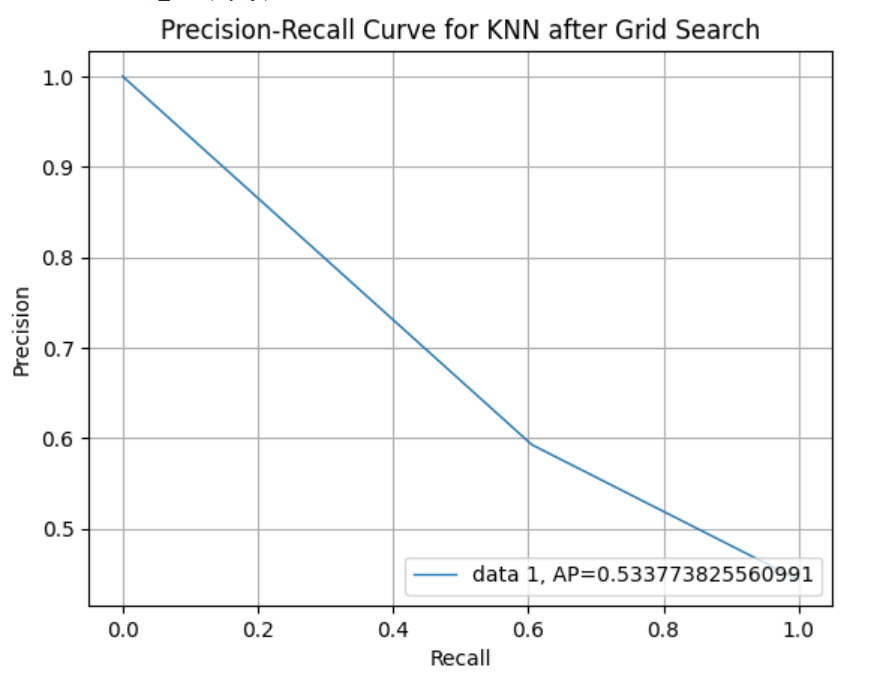 Precision-Recall Curve for KNN after Grid Search
1.0
0.9
0.8
0.7
0.6
0.5
Precision
data 1, AP=0.533773825560991
0.0 0.2 0.4 0.6 0.8 1.0
Recall